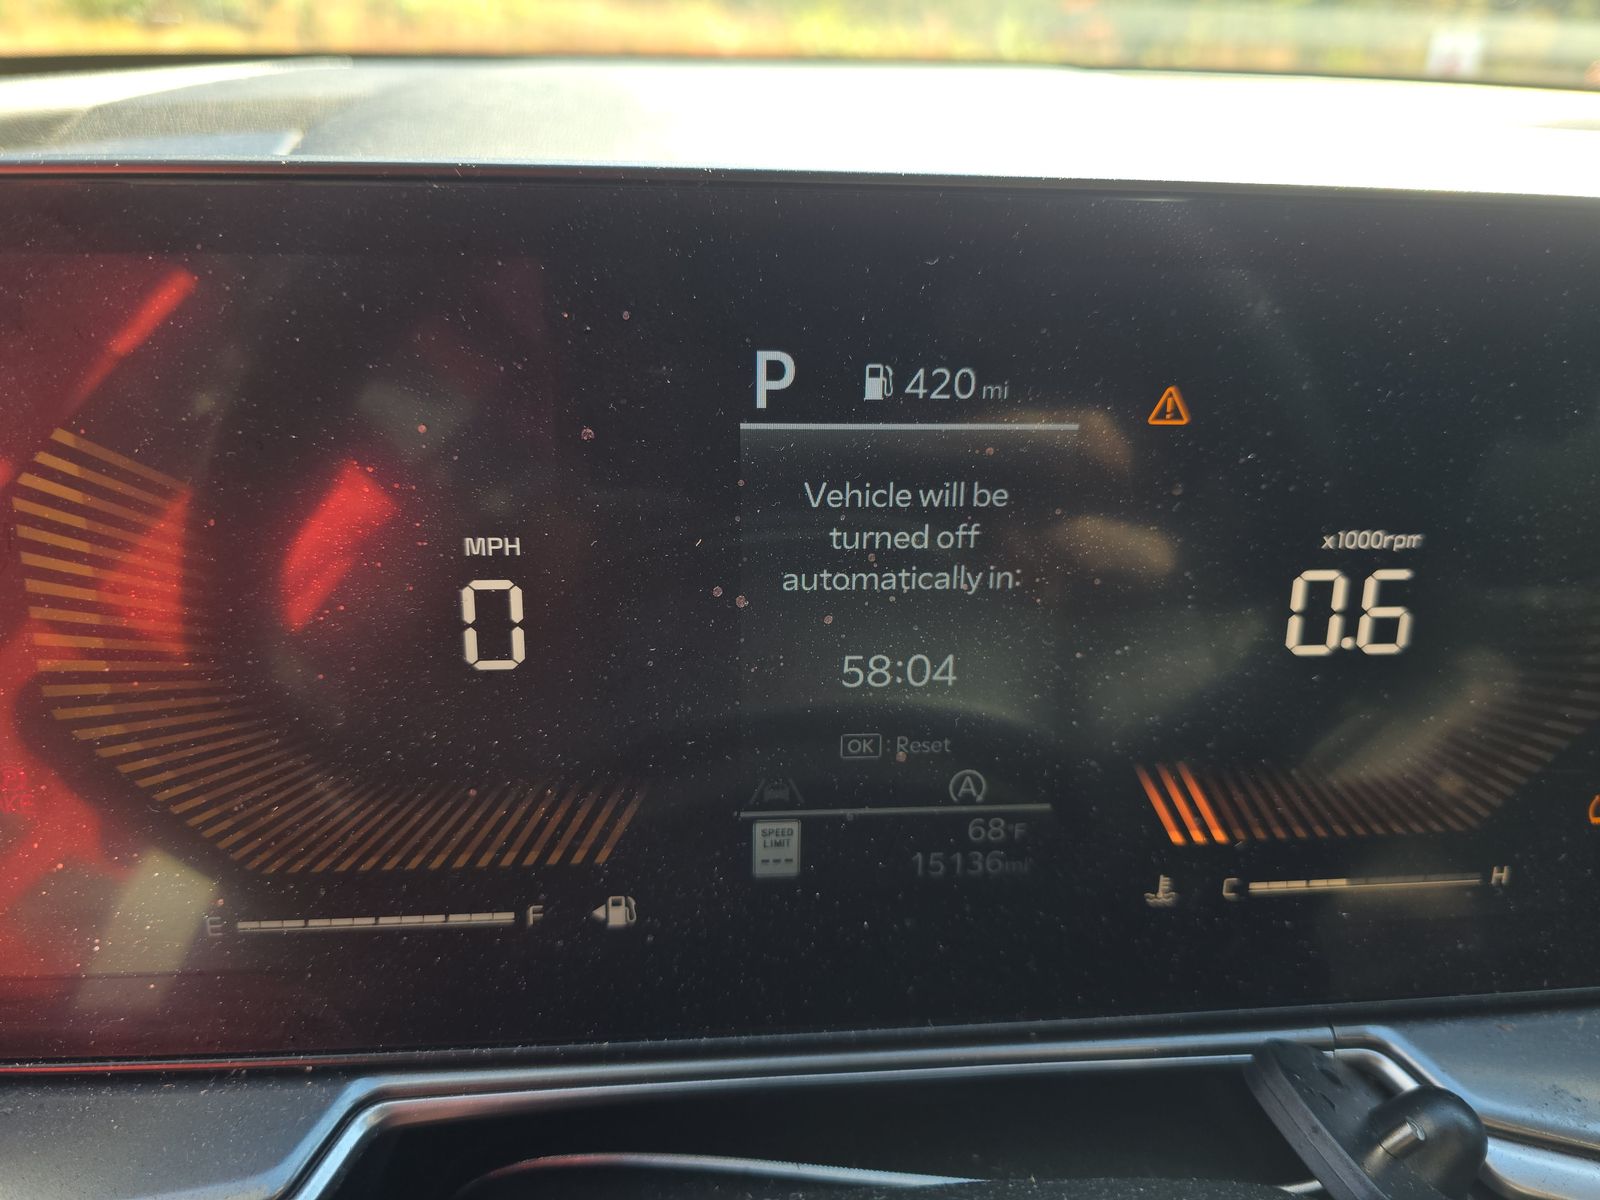 P 420 mi
Vehicle will be
turned off
automatically in:
58:04
OK : Reset
MPH
0
x1000rpm
0.6
A
SPEED
LIMIT
---
68°F
15136mi
E F
C H